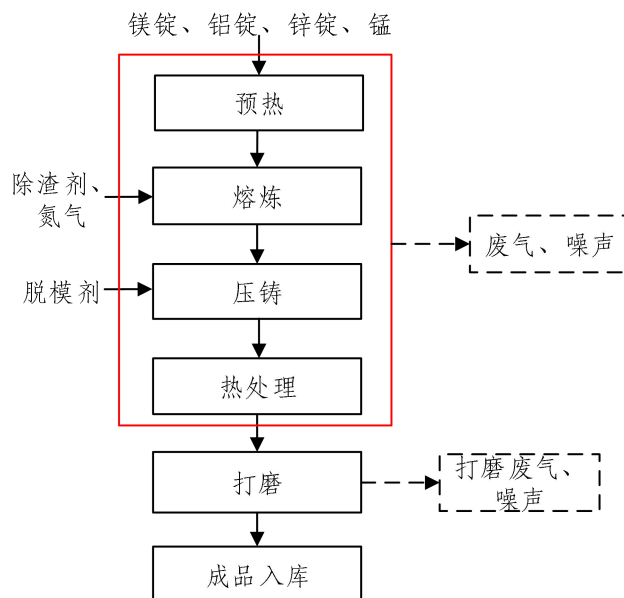 镁锭、铝锭、锌锭、锰
预热
除渣剂、
氮气
熔炼
废气、噪声
脱模剂
压铸
热处理
打磨
打磨废气、
噪声
成品入库